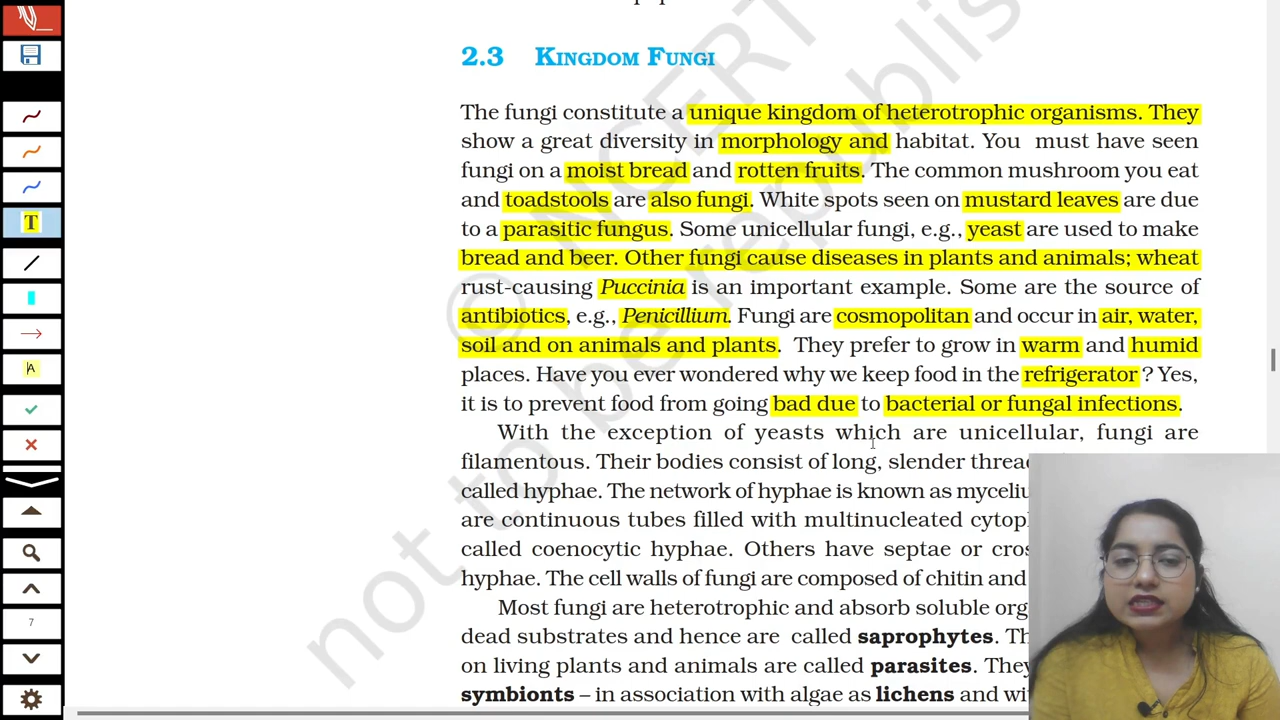 2.3 KINGDOM FUNGI
The fungi constitute a unique kingdom of heterotrophic organisms. They
show a great diversity in morphology and habitat. You must have seen
fungi on a moist bread and rotten fruits. The common mushroom you eat
and toadstools are also fungi. White spots seen on mustard leaves are due
to a parasitic fungus. Some unicellular fungi, e.g., yeast are used to make
bread and beer. Other fungi cause diseases in plants and animals; wheat
rust-causing Puccinia is an important example. Some are the source of
antibiotics, e.g., Penicillium. Fungi are cosmopolitan and occur in air, water,
soil and on animals and plants. They prefer to grow in warm and humid
places. Have you ever wondered why we keep food in the refrigerator ? Yes,
it is to prevent food from going bad due to bacterial or fungal infections.
With the exception of yeasts which are unicellular, fungi are
filamentous. Their bodies consist of long, slender
called hyphae. The network of hyphae is known as
are continuous tubes filled with multinucleated
called coenocytic hyphae. Others have septae or
hyphae. The cell walls of fungi are composed of chitin and
Most fungi are heterotrophic and absorb soluble
dead substrates and hence are called saprophytes.
on living plants and animals are called parasites.
symbionts – in association with algae as lichens and
© NCERT
not to be
T
A
7